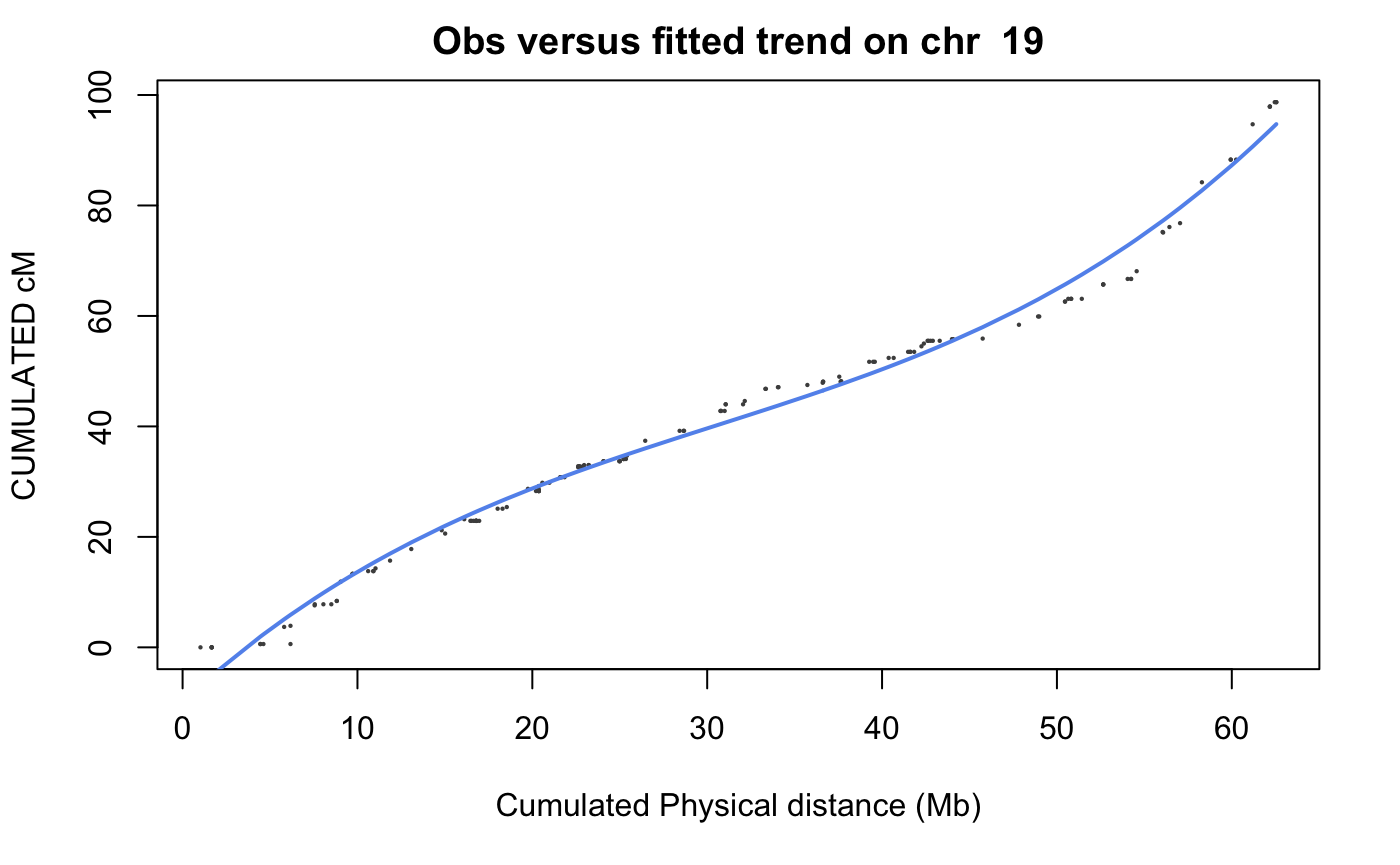 Obs versus fitted trend on chr  19
CUMULATED cM
100
80
60
40
20
0
0 10 20 30 40 50 60
Cumulated Physical distance (Mb)